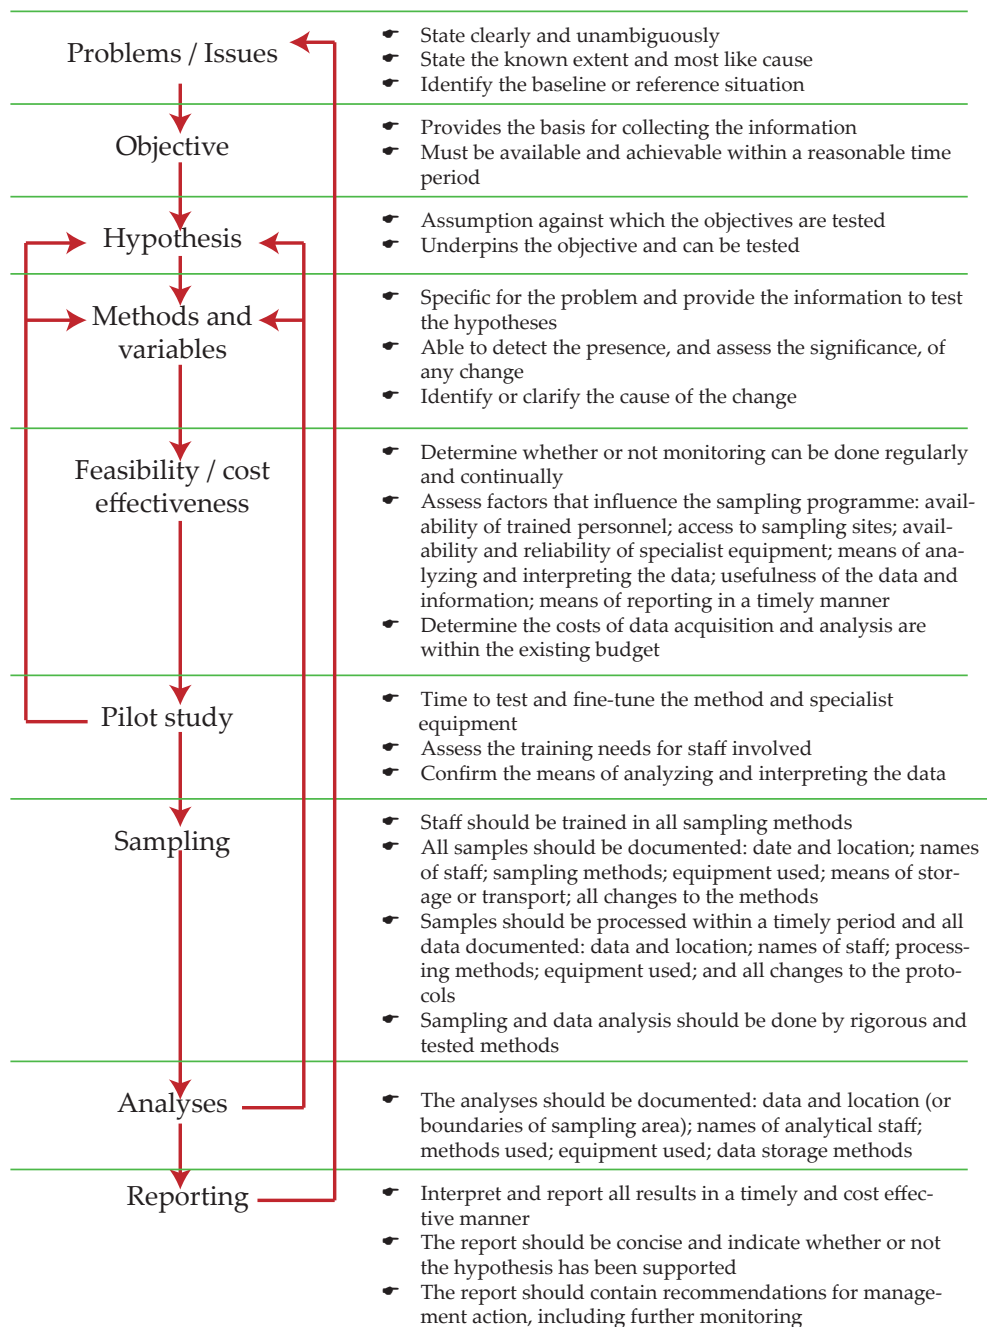 Problems / Issues
☛ State clearly and unambiguously
☛ State the known extent and most like cause
☛ Identify the baseline or reference situation
Objective
☛ Provides the basis for collecting the information
☛ Must be available and achievable within a reasonable time
period
Hypothesis
☛ Assumption against which the objectives are tested
☛ Underpins the objective and can be tested
Methods and
variables
☛ Specific for the problem and provide the information to test
the hypotheses
☛ Able to detect the presence, and assess the significance, of
any change
☛ Identify or clarify the cause of the change
Feasibility / cost
effectiveness
☛ Determine whether or not monitoring can be done regularly
and continually
☛ Assess factors that influence the sampling programme: avail-
ability of trained personnel; access to sampling sites; avail-
ability and reliability of specialist equipment; means of ana-
lyzing and interpreting the data; usefulness of the data and
information; means of reporting in a timely manner
☛ Determine the costs of data acquisition and analysis are
within the existing budget
Pilot study
☛ Time to test and fine-tune the method and specialist
equipment
☛ Assess the training needs for staff involved
☛ Confirm the means of analyzing and interpreting the data
Sampling
☛ Staff should be trained in all sampling methods
☛ All samples should be documented: date and location; names
of staff; sampling methods; equipment used; means of stor-
age or transport; all changes to the methods
☛ Samples should be processed within a timely period and all
data documented: data and location; names of staff; process-
ing methods; equipment used; and all changes to the proto-
cols
☛ Sampling and data analysis should be done by rigorous and
tested methods
Analyses
☛ The analyses should be documented: data and location (or
boundaries of sampling area); names of analytical staff;
methods used; equipment used; data storage methods
Reporting
☛ Interpret and report all results in a timely and cost effec-
tive manner
☛ The report should be concise and indicate whether or not
the hypothesis has been supported
☛ The report should contain recommendations for manage-
ment action, including further monitoring